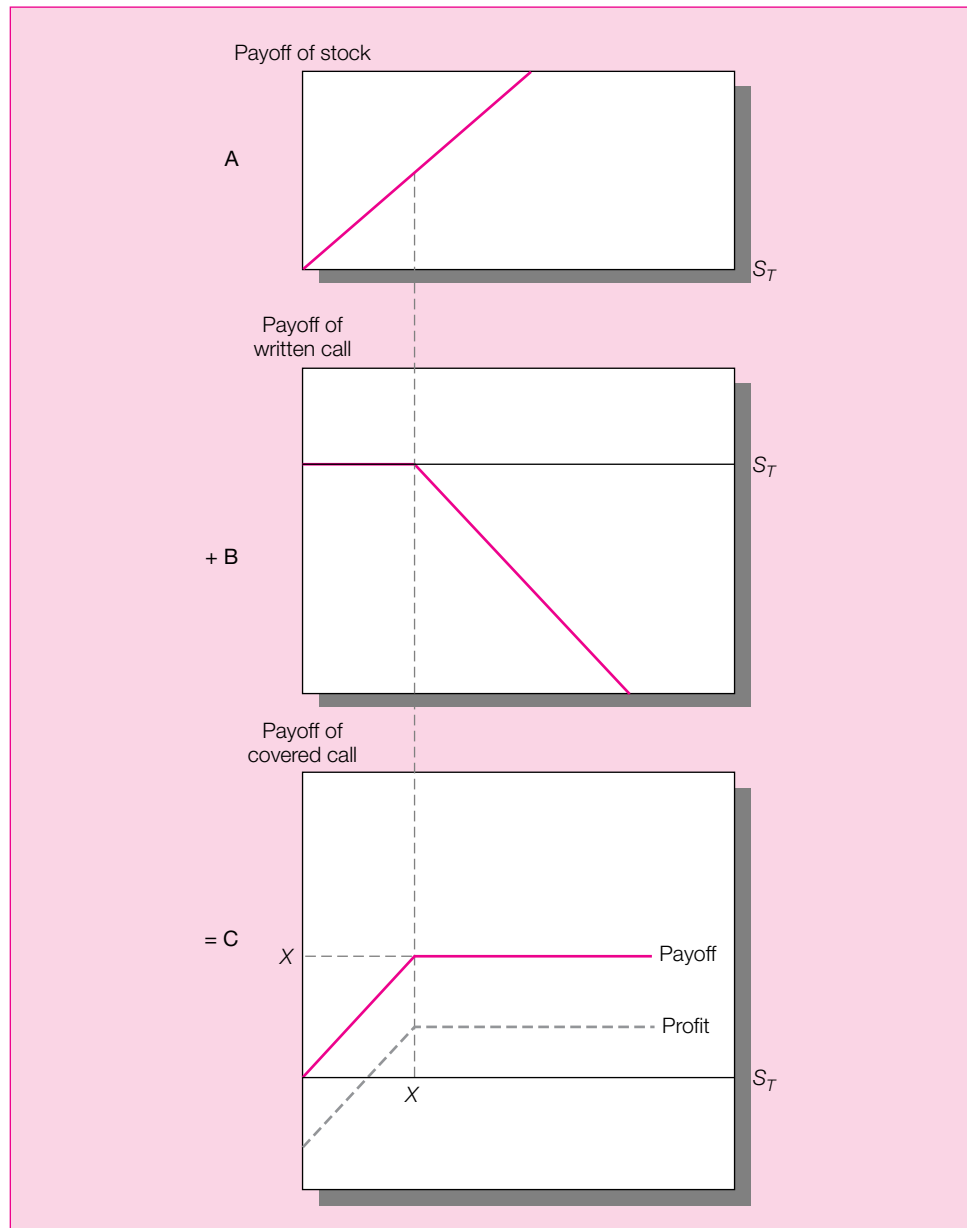 Payoff of stock
A
S_T
Payoff of
written call
S_T
+ B
Payoff of
covered call
= C
X
Payoff
Profit
S_T
X